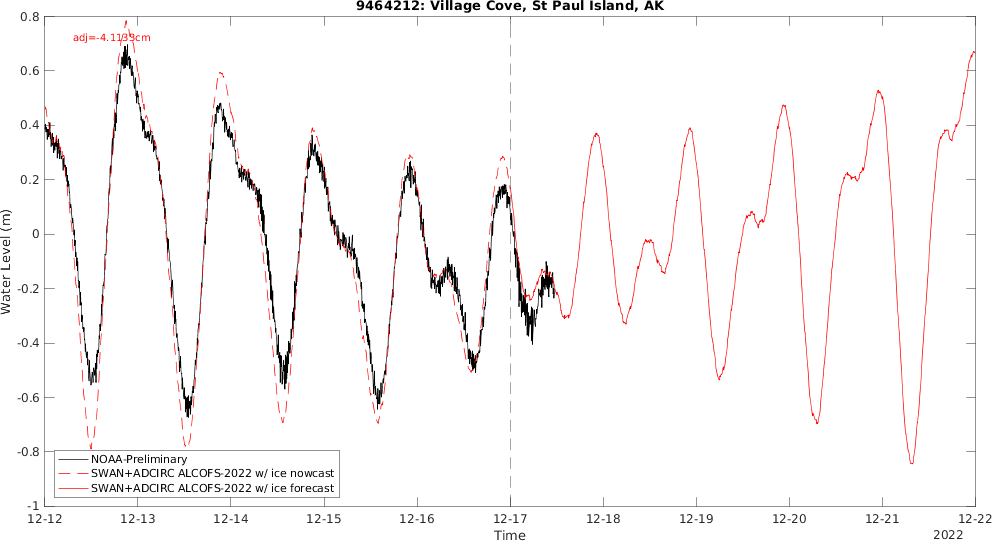 9464212: Village Cove, St Paul Island, AK
adj=-4.1133cm
Water Level (m)
0.8
0.6
0.4
0.2
0
-0.2
-0.4
-0.6
-0.8
-1
NOAA-Preliminary
SWAN+ADCIRC ALCOFS-2022 w/ ice nowcast
SWAN+ADCIRC ALCOFS-2022 w/ ice forecast
12-12 12-13 12-14 12-15 12-16 12-17 12-18 12-19 12-20 12-21 12-22
Time
2022